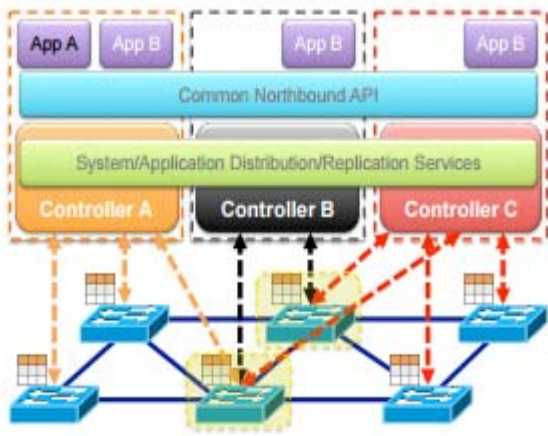 App A
App B
App B
App B
Common Northbound API
System/Application Distribution/Replication Services
Controller A
Controller B
Controller C